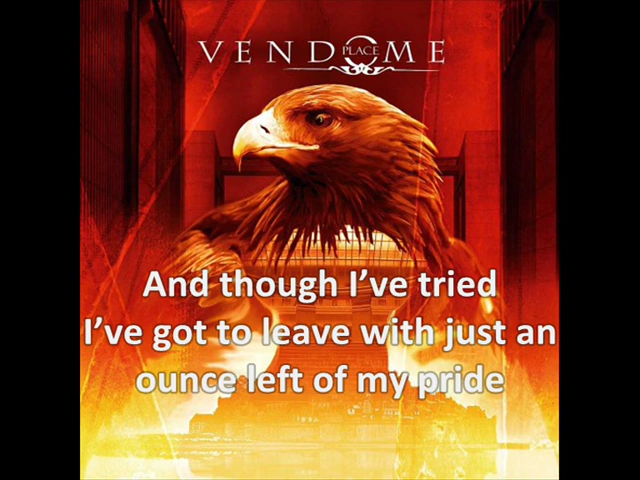 VENDOME
PLACE
And though I've tried
I've got to leave with just an
ounce left of my pride